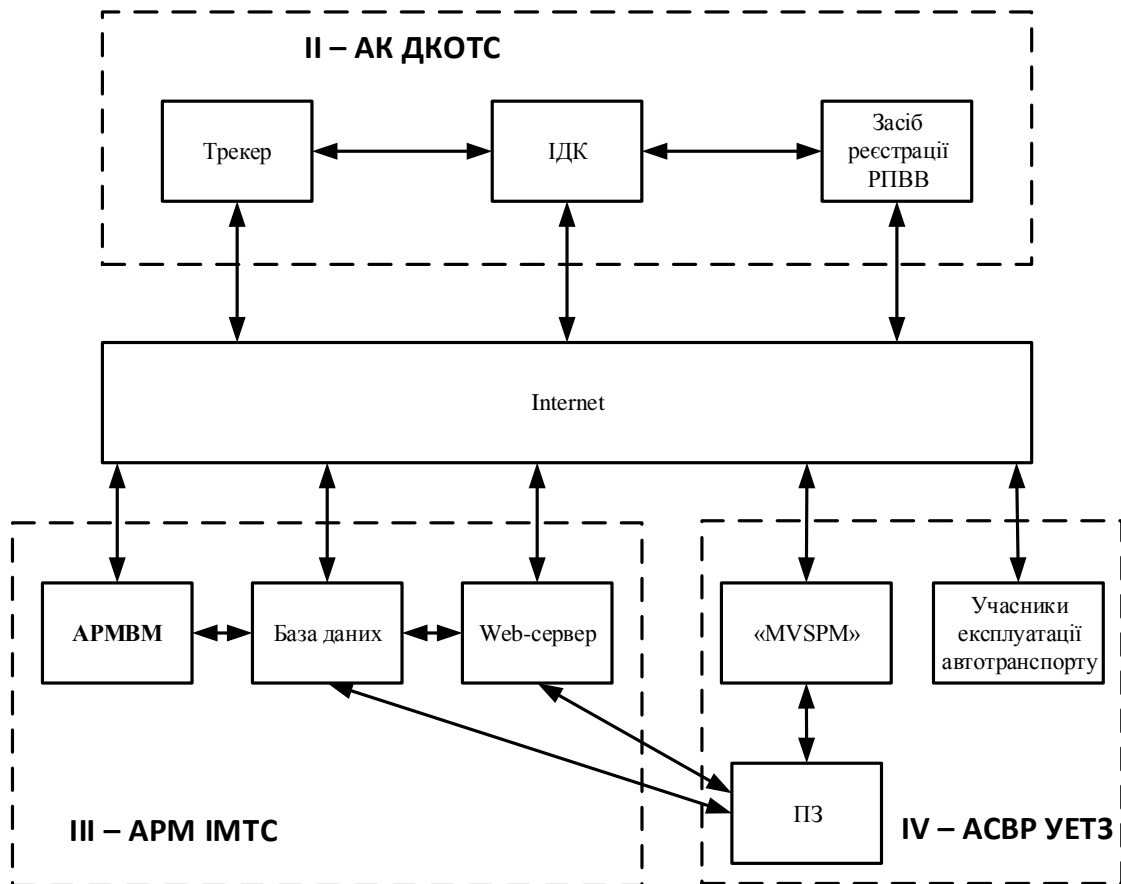 II – АК ДКОТС
Трекер
ІДК
Засіб
реєстрації
РПВВ
Internet
АРМВМ
База даних
Web-сервер
«MVSPM»
Учасники
експлуатації
автотранспорту
ПЗ
III – АРМ ІМТС
IV – АСВР УЕТЗ